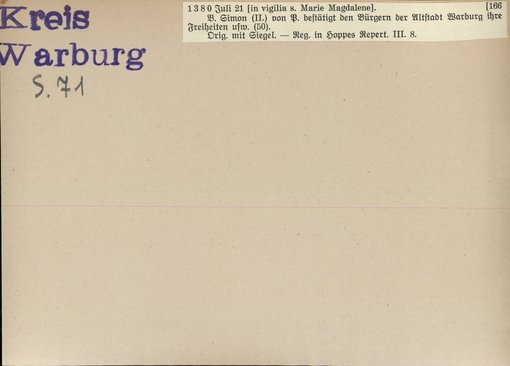 Kreis
Warburg
S. 71
1380 Juli 21 [in vigilia s. Marie Magdalene]. [166
B. Simon (II.) von P. bestätigt den Bürgern der Altstadt Warburg ihre
Freiheiten usw. (50).
Orig. mit Siegel. — Reg. in Hoppes Repert. III. 8.